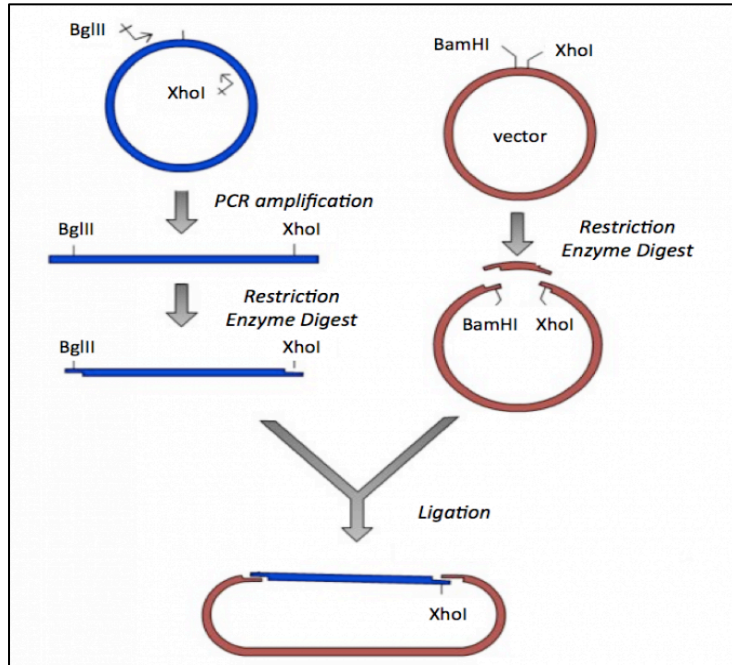 BglII
XhoI
PCR amplification
BglII
XhoI
Restriction
Enzyme Digest
BglII
XhoI
BamHI
XhoI
vector
Restriction
Enzyme Digest
BamHI
XhoI
Ligation
XhoI